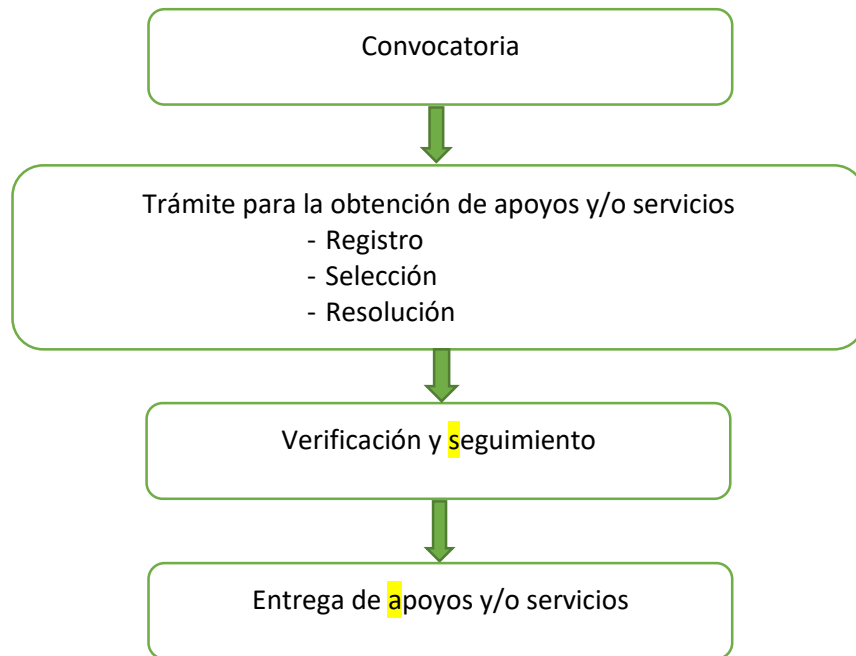 Convocatoria
Trámite para la obtención de apoyos y/o servicios
- Registro
- Selección
- Resolución
Verificación y seguimiento
Entrega de apoyos y/o servicios